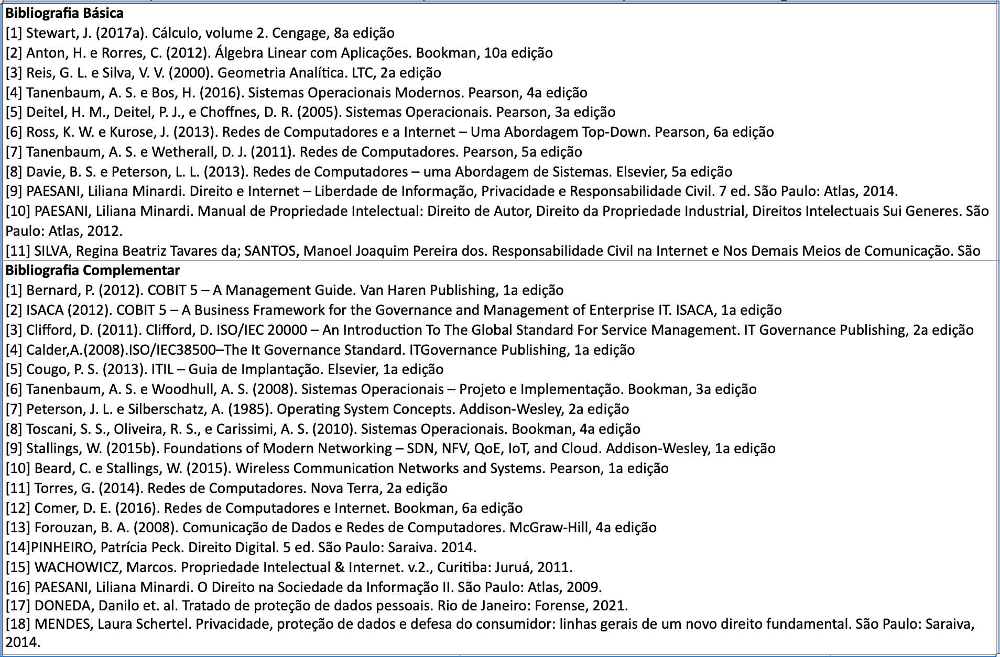 Bibliografia Básica
[1] Stewart, J. (2017a). Cálculo, volume 2. Cengage, 8a edição
[2] Anton, H. e Rorres, C. (2012). Álgebra Linear com Aplicações. Bookman, 10a edição
[3] Reis, G. L. e Silva, V. V. (2000). Geometria Analítica. LTC, 2a edição
[4] Tanenbaum, A. S. e Bos, H. (2016). Sistemas Operacionais Modernos. Pearson, 4a edição
[5] Deitel, H. M., Deitel, P. J., e Choffnes, D. R. (2005). Sistemas Operacionais. Pearson, 3a edição
[6] Ross, K. W. e Kurose, J. (2013). Redes de Computadores e a Internet – Uma Abordagem Top-Down. Pearson, 6a edição
[7] Tanenbaum, A. S. e Wetherall, D. J. (2011). Redes de Computadores. Pearson, 5a edição
[8] Davie, B. S. e Peterson, L. L. (2013). Redes de Computadores – uma Abordagem de Sistemas. Elsevier, 5a edição
[9] PAESANI, Liliana Minardi. Direito e Internet – Liberdade de Informação, Privacidade e Responsabilidade Civil. 7 ed. São Paulo: Atlas, 2014.
[10] PAESANI, Liliana Minardi. Manual de Propriedade Intelectual: Direito de Autor, Direito da Propriedade Industrial, Direitos Intelectuais Sui Generes. São
Paulo: Atlas, 2012.
[11] SILVA, Regina Beatriz Tavares da; SANTOS, Manoel Joaquim Pereira dos. Responsabilidade Civil na Internet e Nos Demais Meios de Comunicação. São
Bibliografia Complementar
[1] Bernard, P. (2012). COBIT 5 – A Management Guide. Van Haren Publishing, 1a edição
[2] ISACA (2012). COBIT 5 – A Business Framework for the Governance and Management of Enterprise IT. ISACA, 1a edição
[3] Clifford, D. (2011). Clifford, D. ISO/IEC 20000 – An Introduction To The Global Standard For Service Management. IT Governance Publishing, 2a edição
[4] Calder,A.(2008).ISO/IEC38500–The It Governance Standard. ITGovernance Publishing, 1a edição
[5] Cougo, P. S. (2013). ITIL – Guia de Implantação. Elsevier, 1a edição
[6] Tanenbaum, A. S. e Woodhull, A. S. (2008). Sistemas Operacionais – Projeto e Implementação. Bookman, 3a edição
[7] Peterson, J. L. e Silberschatz, A. (1985). Operating System Concepts. Addison-Wesley, 2a edição
[8] Toscani, S. S., Oliveira, R. S., e Carissimi, A. S. (2010). Sistemas Operacionais. Bookman, 4a edição
[9] Stallings, W. (2015b). Foundations of Modern Networking – SDN, NFV, QoE, IoT, and Cloud. Addison-Wesley, 1a edição
[10] Beard, C. e Stallings, W. (2015). Wireless Communication Networks and Systems. Pearson, 1a edição
[11] Torres, G. (2014). Redes de Computadores. Nova Terra, 2a edição
[12] Comer, D. E. (2016). Redes de Computadores e Internet. Bookman, 6a edição
[13] Forouzan, B. A. (2008). Comunicação de Dados e Redes de Computadores. McGraw-Hill, 4a edição
[14]PINHEIRO, Patrícia Peck. Direito Digital. 5 ed. São Paulo: Saraiva. 2014.
[15] WACHOWICZ, Marcos. Propriedade Intelectual & Internet. v.2., Curitiba: Juruá, 2011.
[16] PAESANI, Liliana Minardi. O Direito na Sociedade da Informação II. São Paulo: Atlas, 2009.
[17] DONEDA, Danilo et. al. Tratado de proteção de dados pessoais. Rio de Janeiro: Forense, 2021.
[18] MENDES, Laura Schertel. Privacidade, proteção de dados e defesa do consumidor: linhas gerais de um novo direito fundamental. São Paulo: Saraiva,
2014.